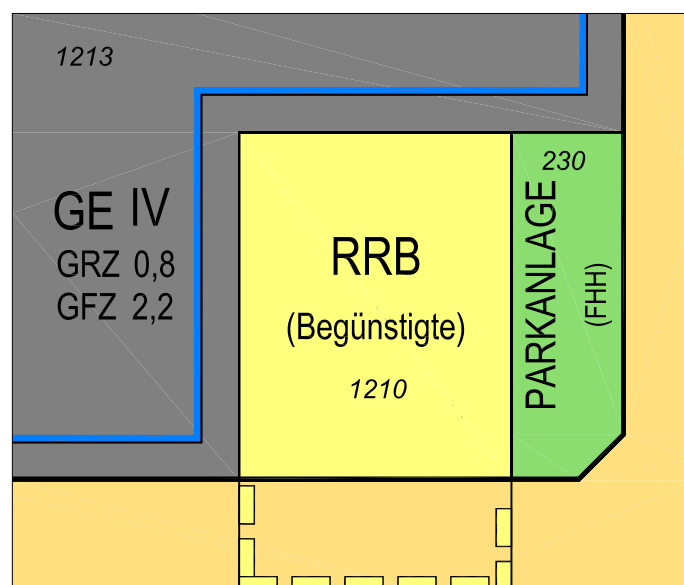 1213
GE IV
GRZ 0,8
GFZ 2,2
RRB
(Begünstigte)
1210
230
PARKANLAGE
(FHH)